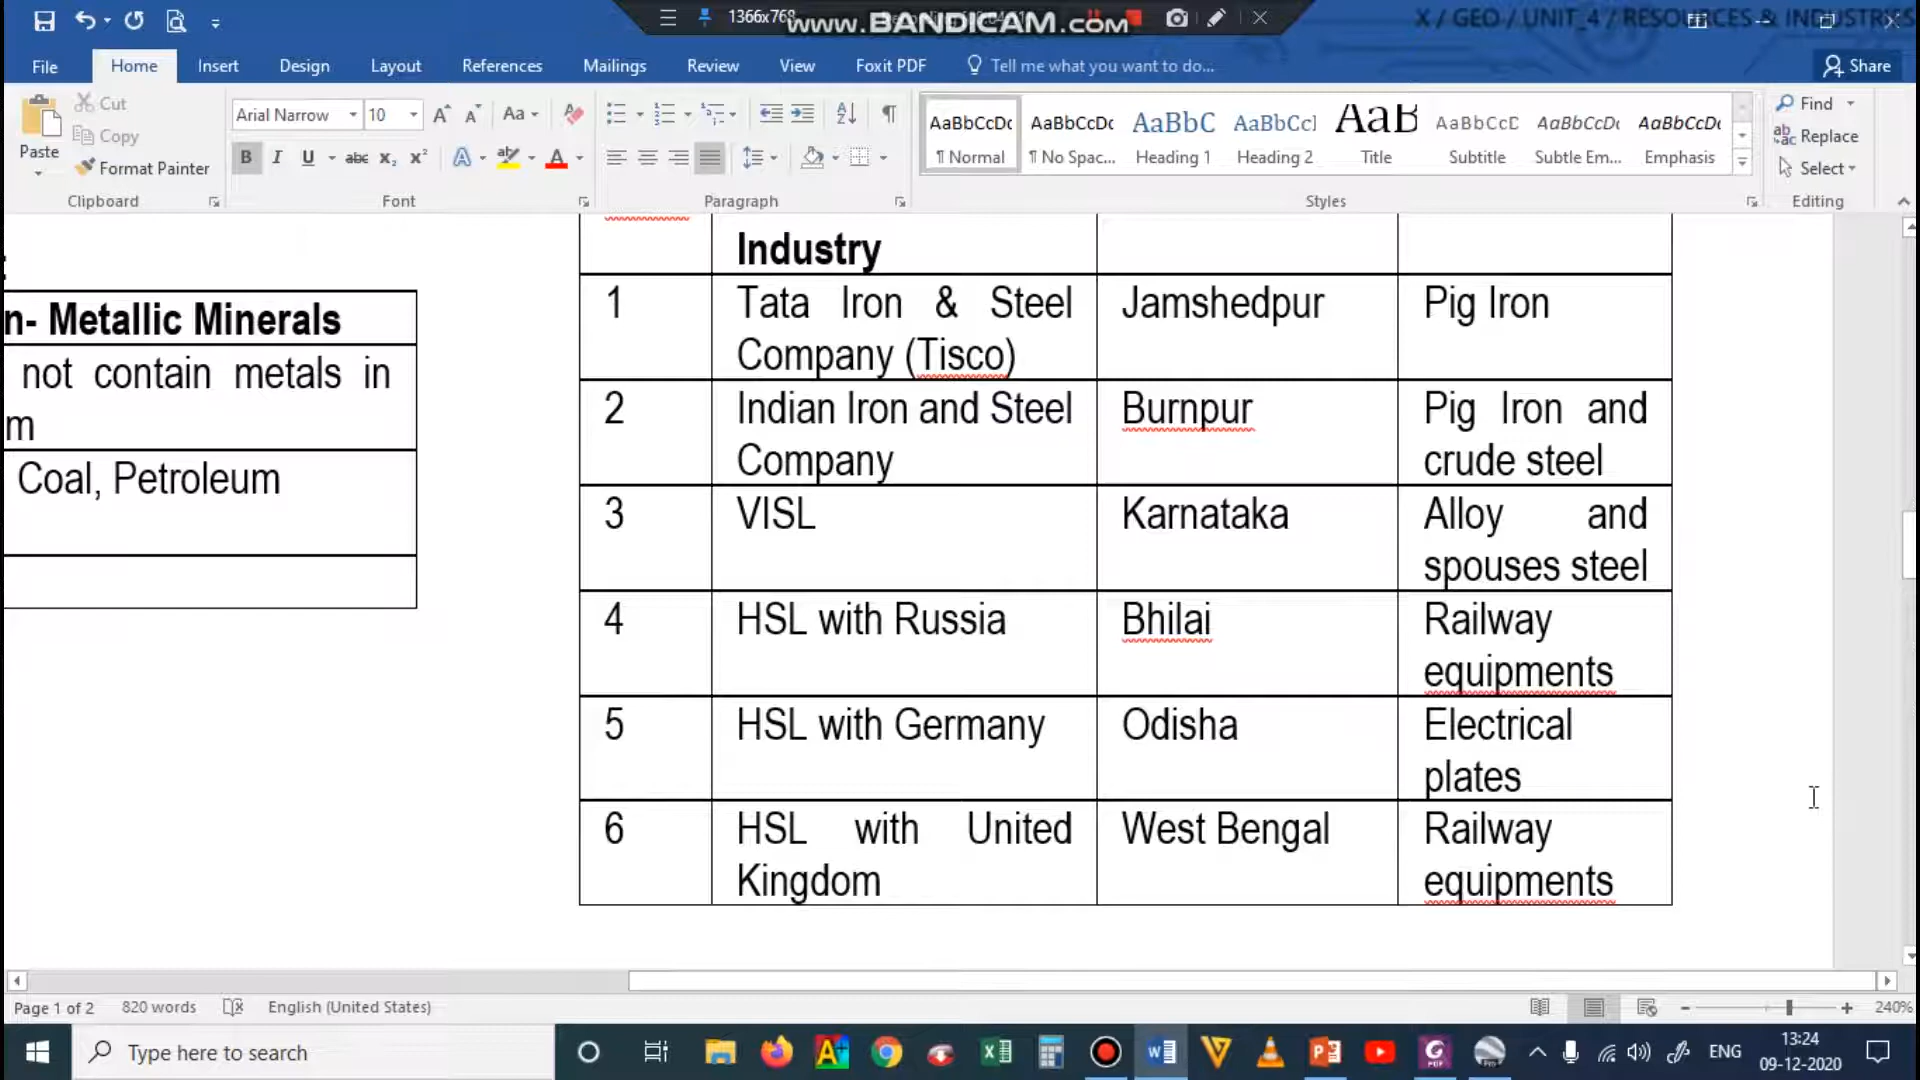 1366x768
www.BANDICAM.com
X / GEO / UNIT_4 / RESOURCES & INDUSTRIES
File
Home
Insert
Design
Layout
References
Mailings
Review
View
Foxit PDF
Tell me what you want to do...
Share
Paste
Cut
Copy
Format Painter
Clipboard
Arial Narrow
10
Font
Paragraph
AaBbCcDc
¶ Normal
AaBbCcDc
¶ No Spac...
AaBbC
Heading 1
AaBbCcl
Heading 2
AaB
Title
AaBbCcD
Subtitle
AaBbCcDc
Subtle Em...
AaBbCcDc
Emphasis
Styles
Find
Replace
Select
Editing
n- Metallic Minerals
not contain metals in
m
Coal, Petroleum
Industry
1
Tata Iron & Steel
Company (Tisco)
Jamshedpur
Pig Iron
2
Indian Iron and Steel
Company
Burnpur
Pig Iron and
crude steel
3
VISL
Karnataka
Alloy and
spouses steel
4
HSL with Russia
Bhilai
Railway
equipments
5
HSL with Germany
Odisha
Electrical
plates
6
HSL with United
Kingdom
West Bengal
Railway
equipments
Page 1 of 2
820 words
English (United States)
240%
Type here to search
ENG
13:24
09-12-2020